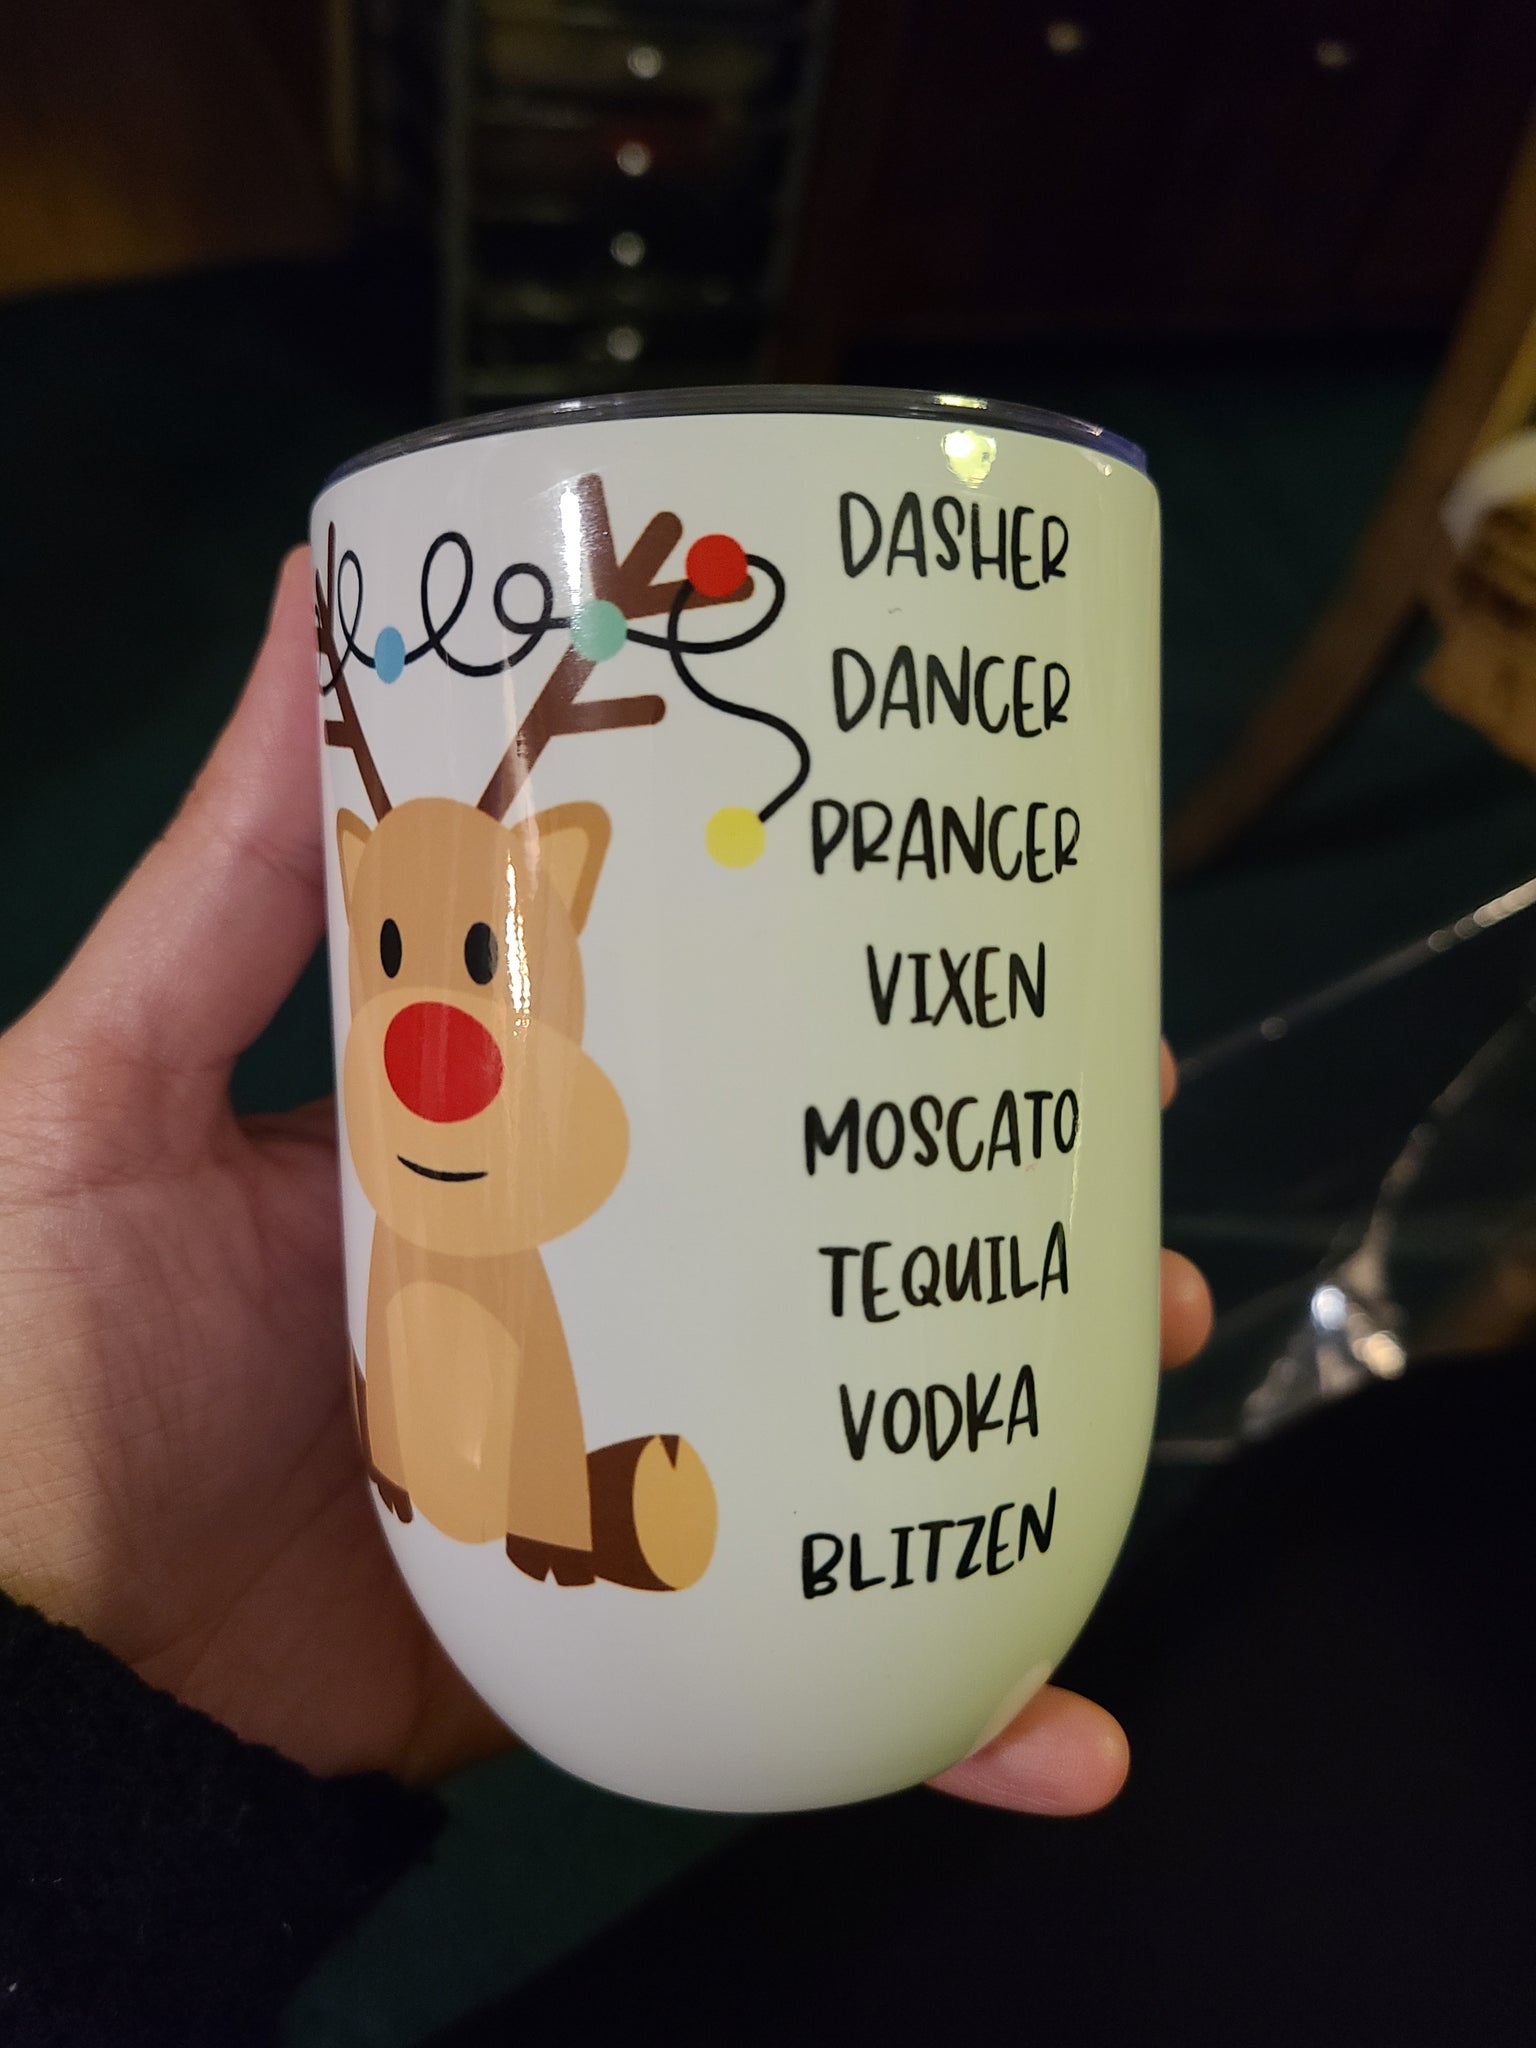 DASHER
DANCER
PRANCER
VIXEN
MOSCATO
TEQUILA
VODKA
BLITZEN